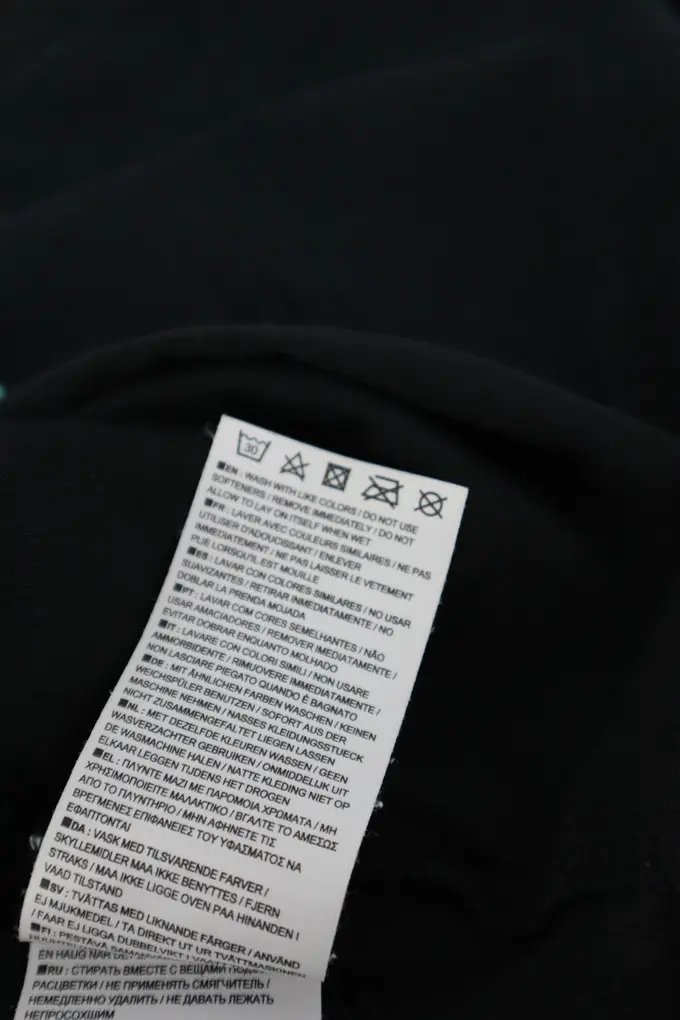 30
EN : WASH WITH LIKE COLORS / DO NOT USE
SOFTENERS / REMOVE IMMEDIATELY / DO NOT
ALLOW TO LAY ON ITSELF WHEN WET
FR : LAVER AVEC COULEURS SIMILAIRES / NE PAS
UTILISER D'ADOUCISSANT / ENLEVER
IMMEDIATEMENT / NE PAS LAISSER LE VETEMENT
PLIE LORSQU'IL EST MOUILLE
ES : LAVAR CON COLORES SIMILARES / NO USAR
SUAVIZANTES / RETIRAR INMEDIATAMENTE / NO
DOBLAR LA PRENDA MOJADA
PT : LAVAR COM CORES SEMELHANTES / NÃO
USAR AMACIADORES / REMOVER IMEDIATAMENTE /
EVITAR DOBRAR ENQUANTO MOLHADO
IT : LAVARE CON COLORI SIMILI / NON USARE
AMMORBIDENTE / RIMUOVERE IMMEDIATAMENTE /
NON LASCIARE PIEGATO QUANDO È BAGNATO
DE : MIT ÄHNLICHEN FARBEN WASCHEN / KEINEN
WEICHSPÜLER BENUTZEN / SOFORT AUS DER
MASCHINE NEHMEN / NASSES KLEIDUNGSSTUECK
NICHT ZUSAMMENGEFALTET LIEGEN LASSEN
NL : MET DEZELFDE KLEUREN WASSEN / GEEN
WASVERZACHTER GEBRUIKEN / ONMIDDELIJK UIT
DE WASMACHINE HALEN / NATTE KLEDING NIET OP
ELKAAR LEGGEN TIJDENS HET DROGEN
EL : ΠΛΥΝΤΕ ΜΑΖΙ ΜΕ ΠΑΡΟΜΟΙΑ ΧΡΩΜΑΤΑ / ΜΗ
ΧΡΗΣΙΜΟΠΟΙΕΙΤΕ ΜΑΛΑΚΤΙΚΟ / ΒΓΑΛΤΕ ΤΟ ΑΜΕΣΩΣ
ΑΠΟ ΤΟ ΠΛΥΝΤΗΡΙΟ / ΜΗΝ ΑΦΗΝΕΤΕ ΤΙΣ
ΒΡΕΓΜΕΝΕΣ ΕΠΙΦΑΝΕΙΕΣ ΤΟΥ ΥΦΑΣΜΑΤΟΣ ΝΑ
ΕΦΑΠΤΟΝΤΑΙ
DA : VASK MED TILSVARENDE FARVER /
SKYLLEMIDLER MAA IKKE BENYTTES / FJERN
STRAKS / MAA IKKE LIGGE OVEN PAA HINANDEN I
VAAD TILSTAND
SV : TVÄTTAS MED LIKNANDE FÄRGER / ANVÄND
EJ MJUKMEDEL / TA DIREKT UT UR TVÄTTMASKINEN
/ FAAR EJ LIGGA DUBBELVIKT I VAATT
FI : PESTÄVÄ
EN HAUG NAR
RU : СТИРАТЬ ВМЕСТЕ С ВЕЩАМИ
РАСЦВЕТКИ / НЕ ПРИМЕНЯТЬ СМЯГЧИТЕЛЬ /
НЕМЕДЛЕННО УДАЛИТЬ / НЕ ДАВАТЬ ЛЕЖАТЬ
НЕПРОСОХШИМ